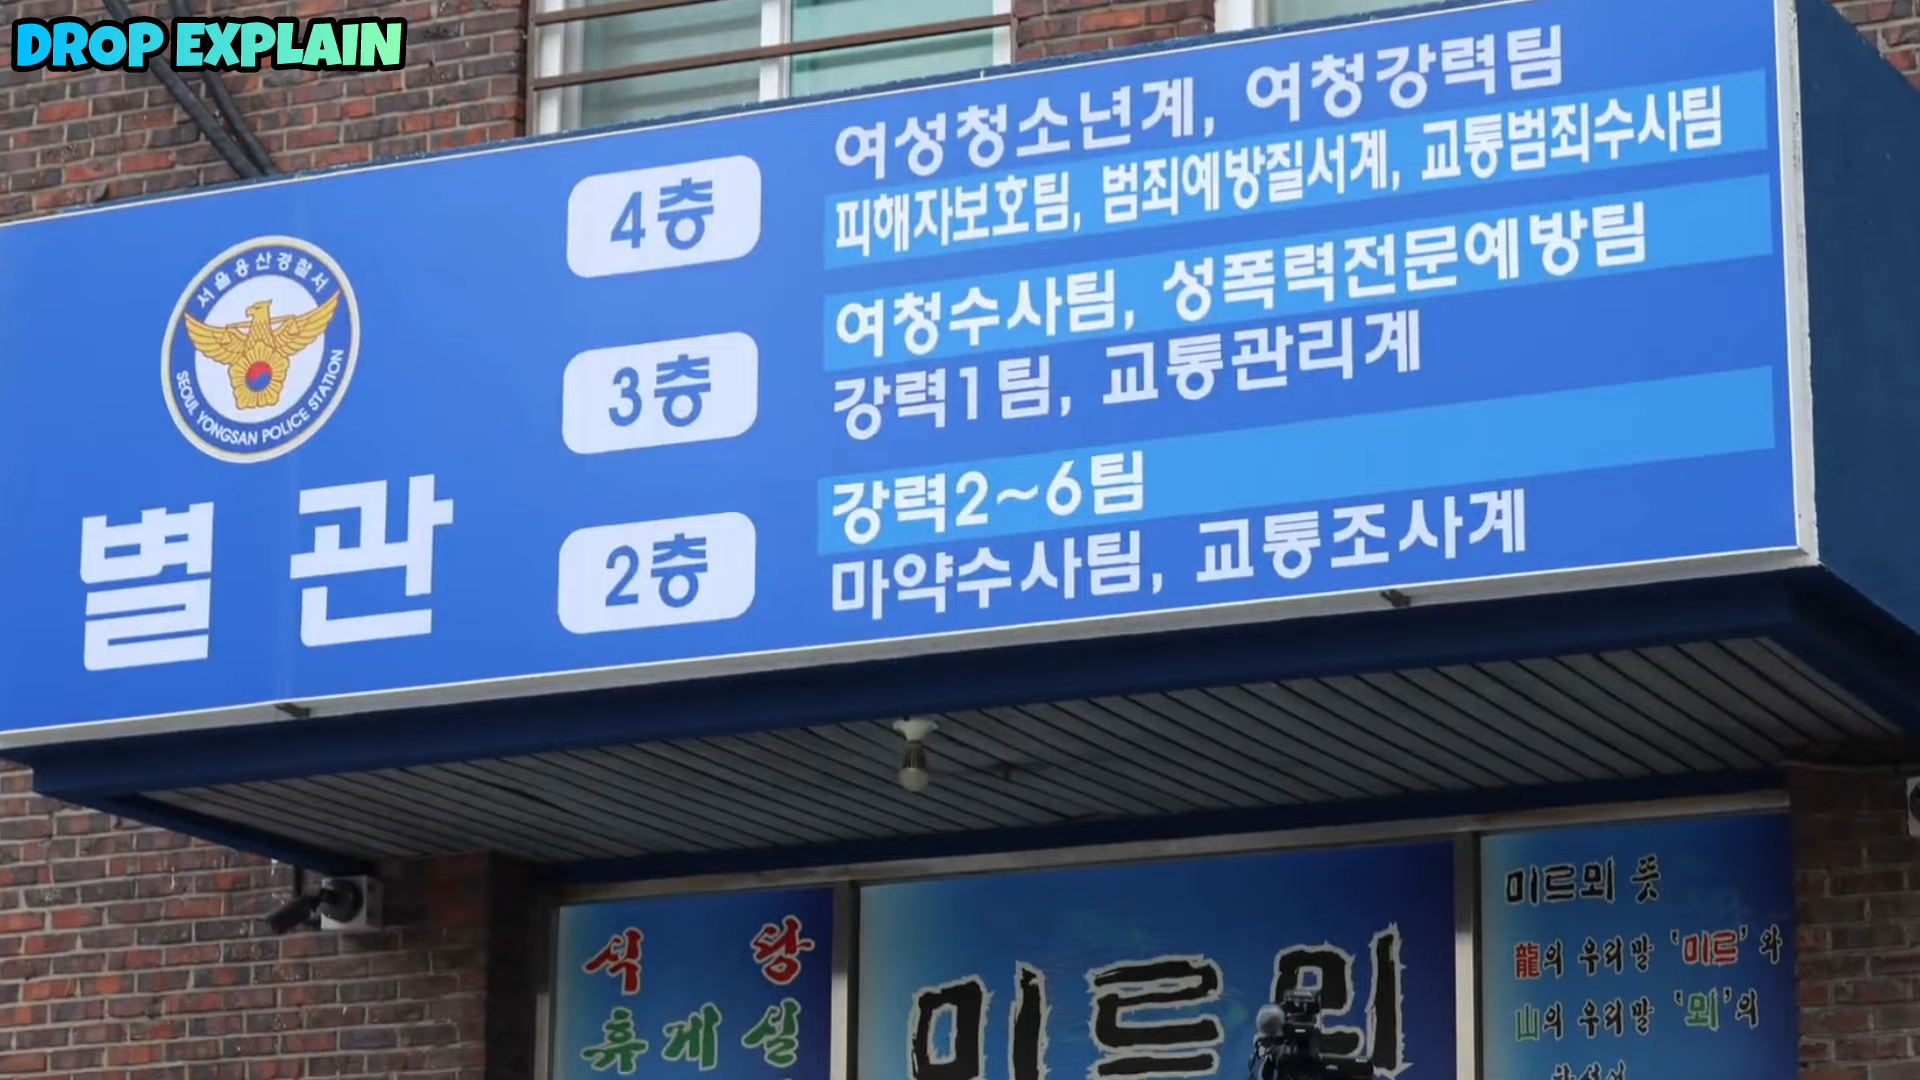 DROP EXPLAIN
서울용산경찰서
SEOUL YONGSAN POLICE STATION
별관
4층
여성청소년계, 여청강력팀
피해자보호팀, 범죄예방질서계, 교통범죄수사팀
3층
여청수사팀, 성폭력전문예방팀
강력1팀, 교통관리계
2층
강력2~6팀
마약수사팀, 교통조사계
식당
휴게실
미르뫼
미르뫼 뜻
龍의 우리말 '미르'와
山의 우리말 '뫼'의